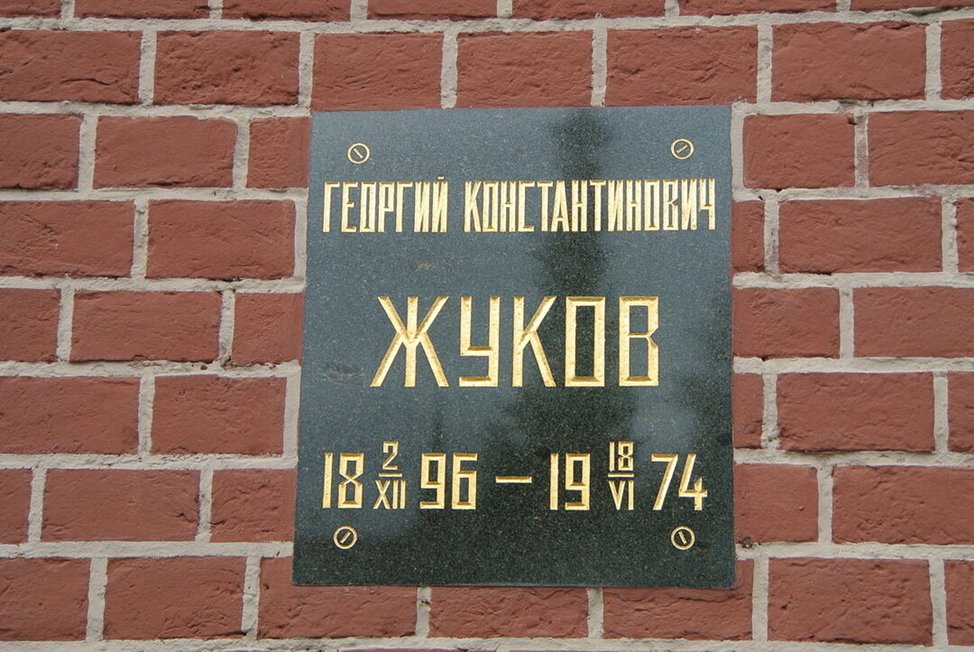 ГЕОРГИЙ КОНСТАНТИНОВИЧ
ЖУКОВ
18 2/XII 96 – 19 18/VI 74